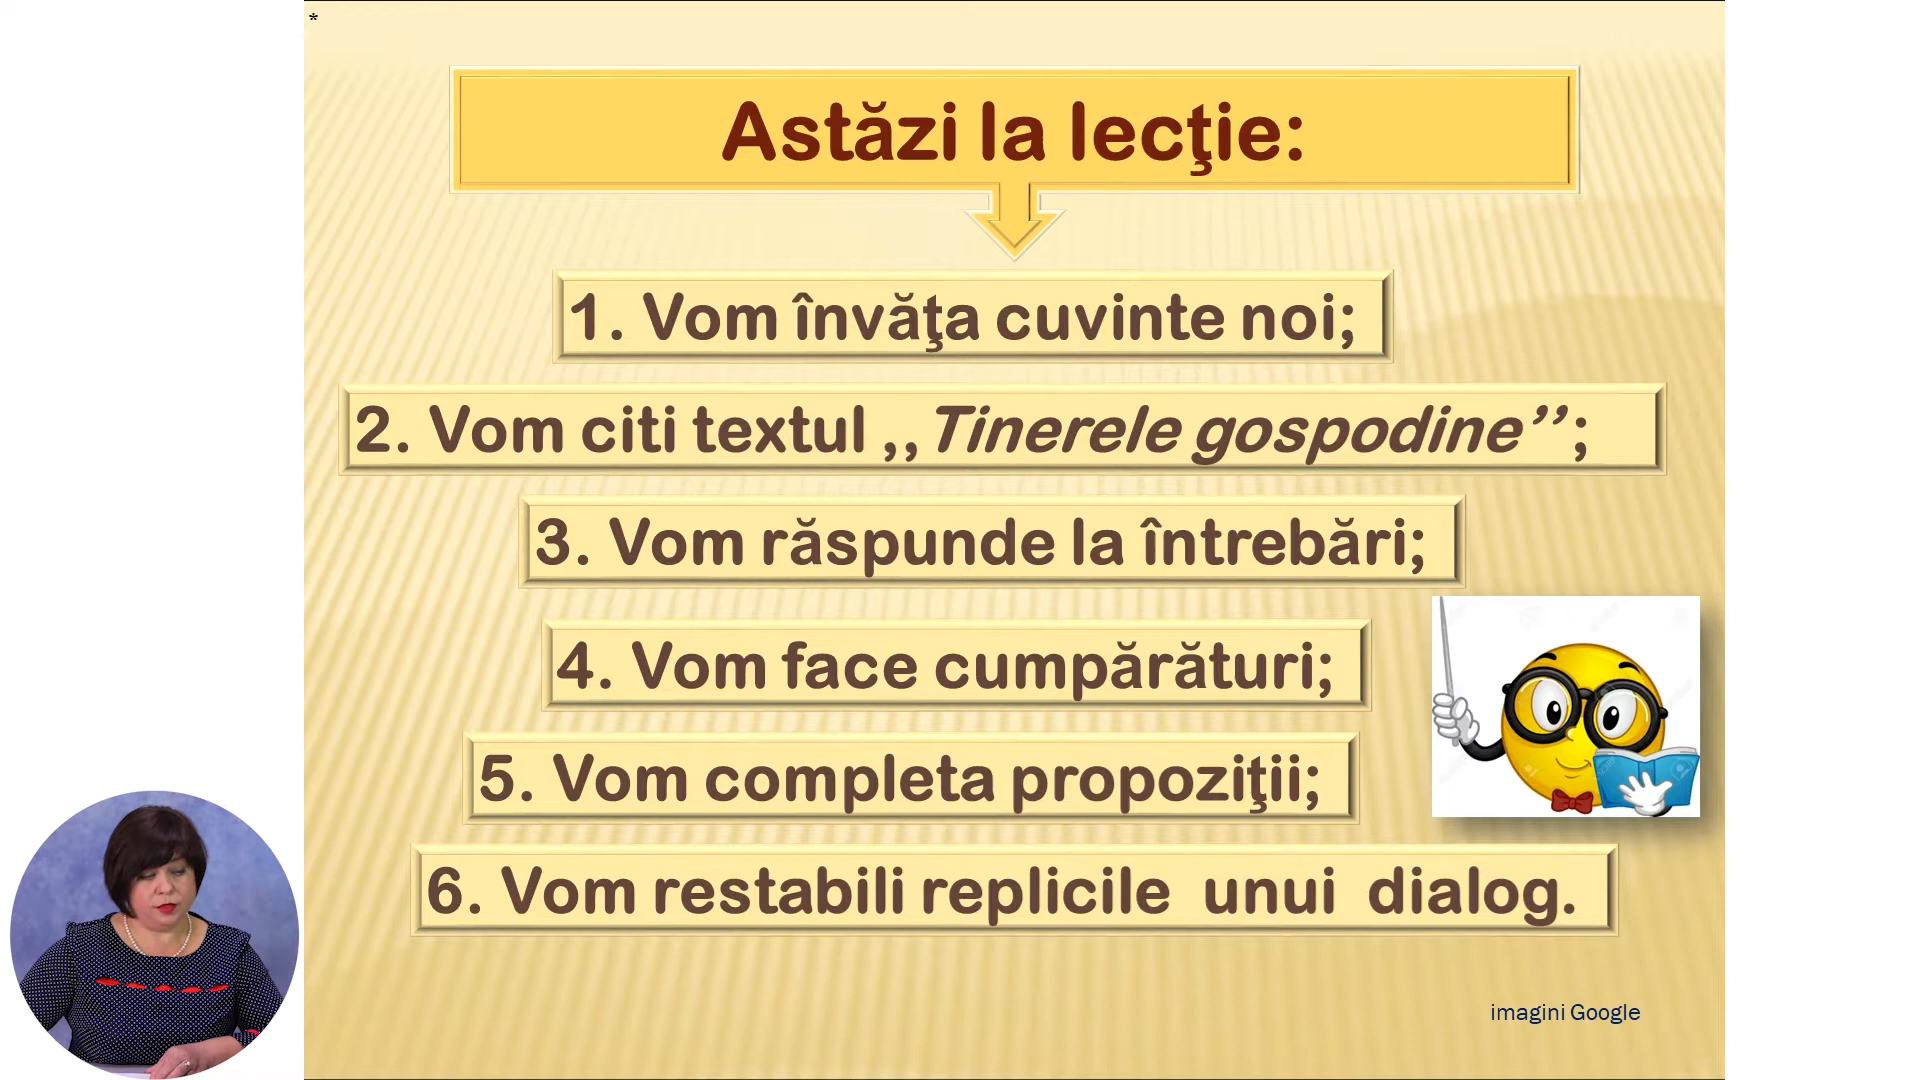 *
Astăzi la lecţie:
1. Vom învăţa cuvinte noi;
2. Vom citi textul ,,Tinerele gospodine’’;
3. Vom răspunde la întrebări;
4. Vom face cumpărături;
5. Vom completa propoziţii;
6. Vom restabili replicile unui dialog.
imagini Google